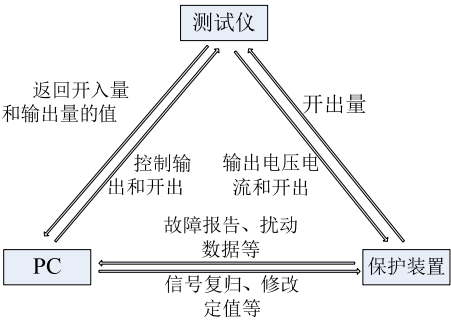 测试仪
返回开入量
和输出量的值
开出量
控制输
出和开出
输出电压电
流和开出
故障报告、扰动
数据等
PC
保护装置
信号复归、修改
定值等